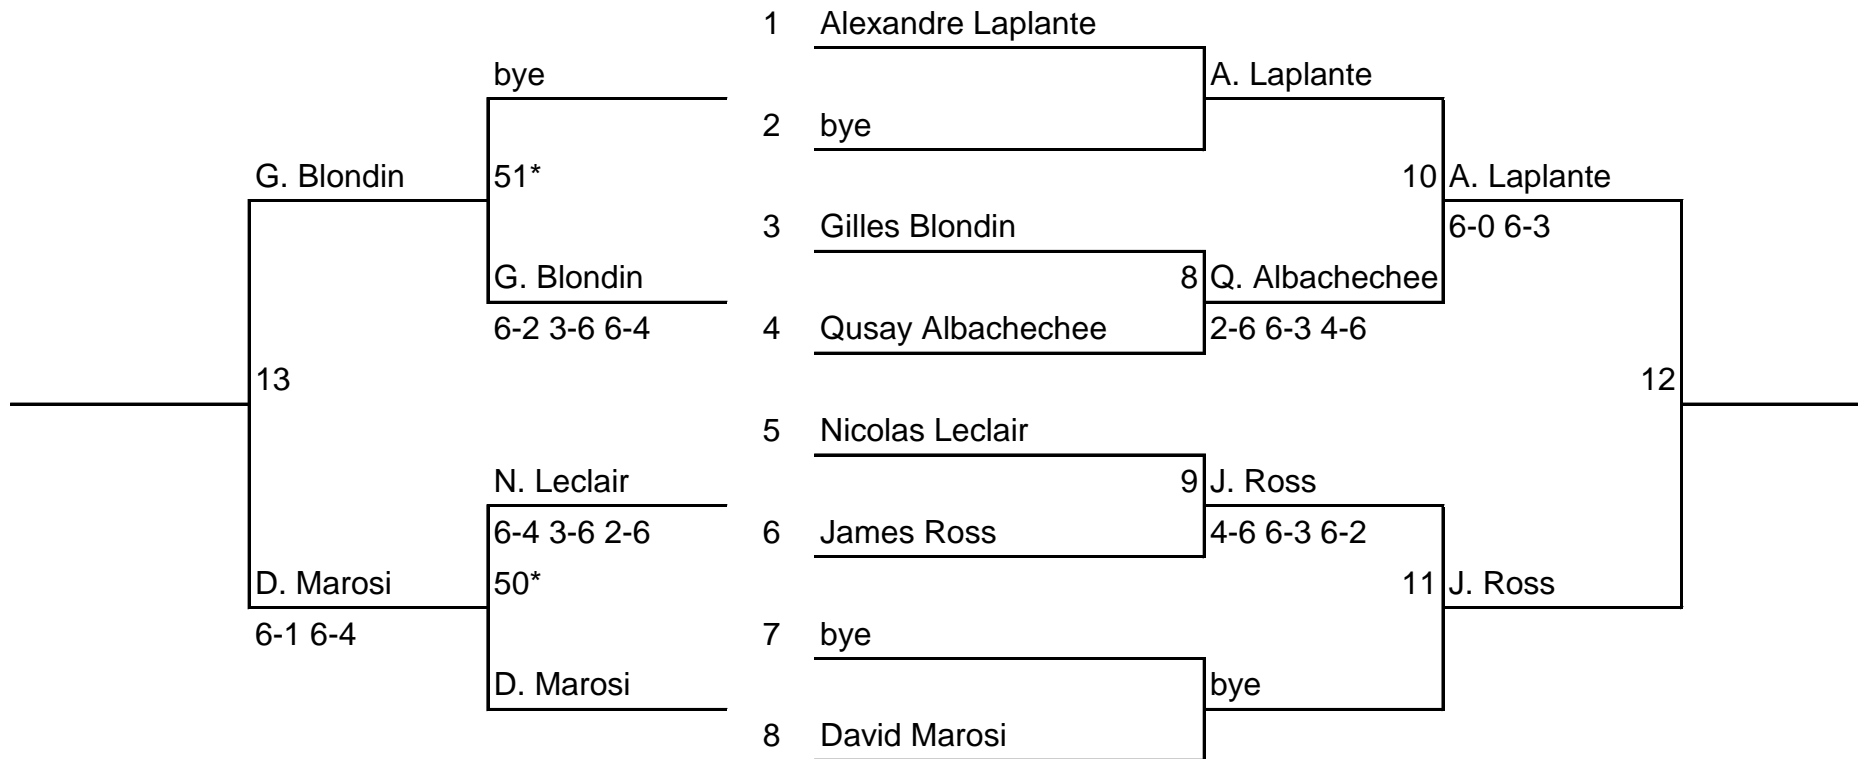 1 Alexandre Laplante
bye A. Laplante
2 bye
G. Blondin 51* 10 A. Laplante
3 Gilles Blondin 6-0 6-3
G. Blondin 8 Q. Albachechee
6-2 3-6 6-4 4 Qusay Albachechee 2-6 6-3 4-6
13 12
5 Nicolas Leclair
N. Leclair 9 J. Ross
6-4 3-6 2-6 6 James Ross 4-6 6-3 6-2
D. Marosi 50* 11 J. Ross
6-1 6-4 7 bye
D. Marosi bye
8 David Marosi